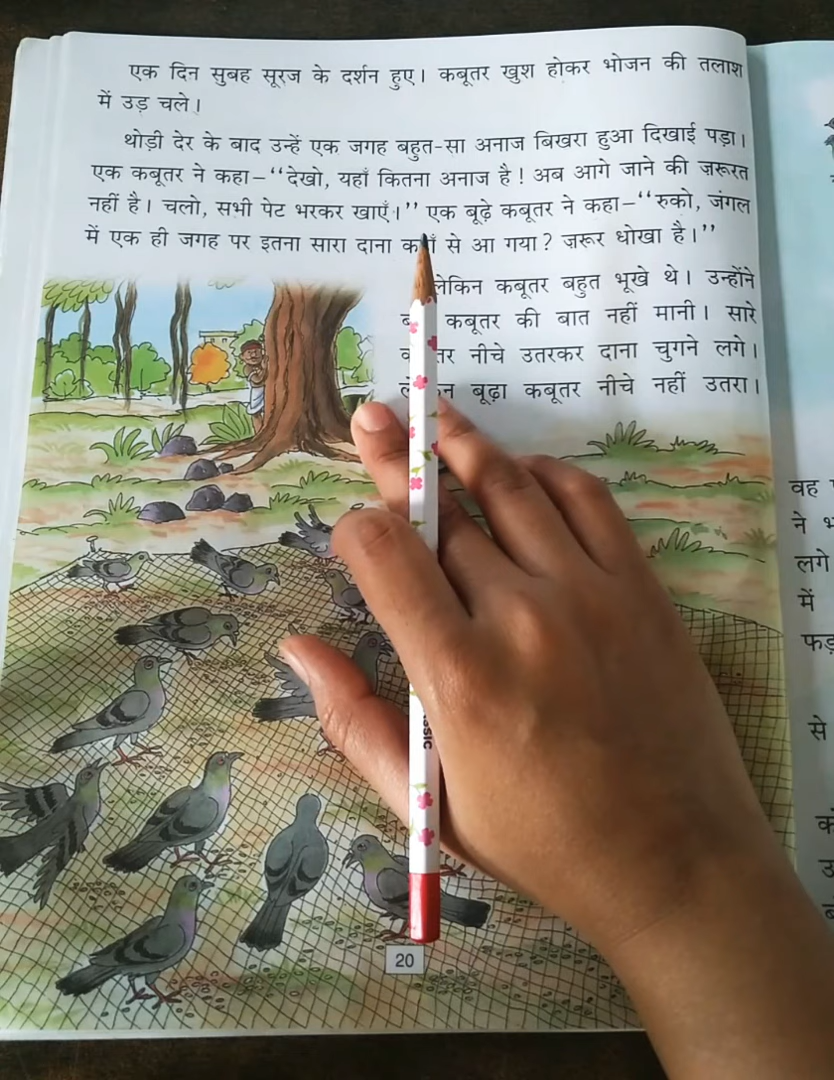 एक दिन सुबह सूरज के दर्शन हुए। कबूतर खुश होकर भोजन की तलाश
में उड़ चले।
थोड़ी देर के बाद उन्हें एक जगह बहुत-सा अनाज बिखरा हुआ दिखाई पड़ा।
एक कबूतर ने कहा–‘‘देखो, यहाँ कितना अनाज है! अब आगे जाने की ज़रूरत
नहीं है। चलो, सभी पेट भरकर खाएँ।’’ एक बूढ़े कबूतर ने कहा–‘‘रुको, जंगल
में एक ही जगह पर इतना सारा दाना से आ गया? ज़रूर धोखा है।’’
लेकिन कबूतर बहुत भूखे थे। उन्होंने
कबूतर की बात नहीं मानी। सारे
नीचे उतरकर दाना चुगने लगे।
बूढ़ा कबूतर नीचे नहीं उतरा।
20
वह
ने
लगे
में
से